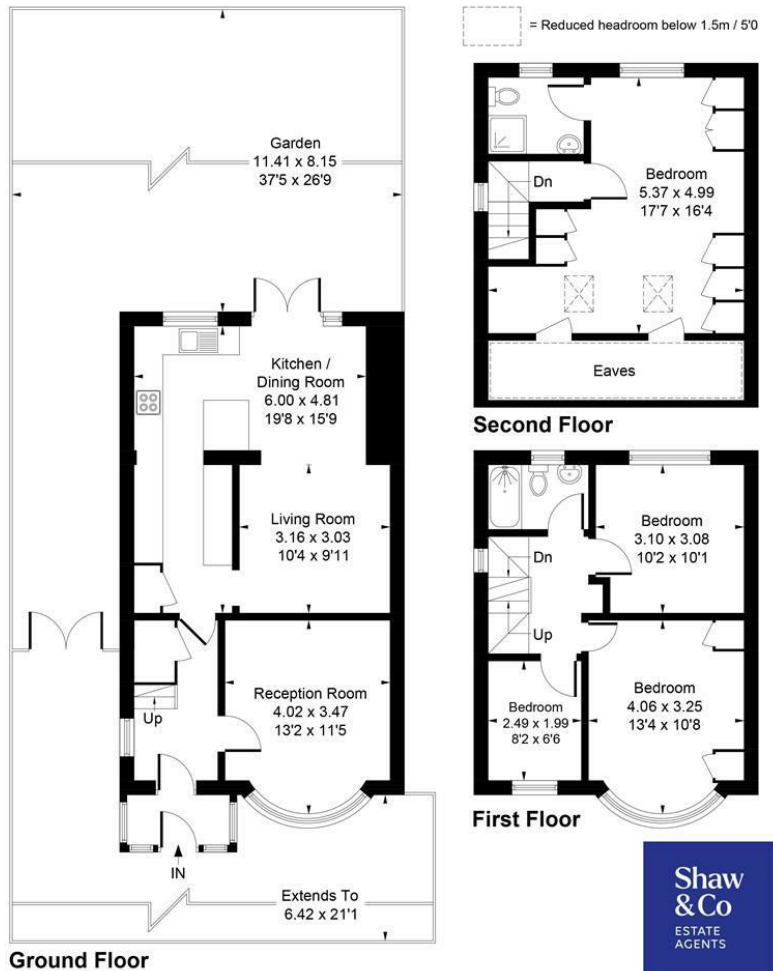 = Reduced headroom below 1.5m / 5'0
Garden
11.41 x 8.15
37'5 x 26'9
Kitchen /
Dining Room
6.00 x 4.81
19'8 x 15'9
Living Room
3.16 x 3.03
10'4 x 9'11
Reception Room
4.02 x 3.47
13'2 x 11'5
Up
IN
Extends To
6.42 x 21'1
Ground Floor
Dn
Bedroom
5.37 x 4.99
17'7 x 16'4
Eaves
Second Floor
Bedroom
3.10 x 3.08
10'2 x 10'1
Dn
Up
Bedroom
2.49 x 1.99
8'2 x 6'6
Bedroom
4.06 x 3.25
13'4 x 10'8
First Floor
Shaw
& Co
ESTATE
AGENTS